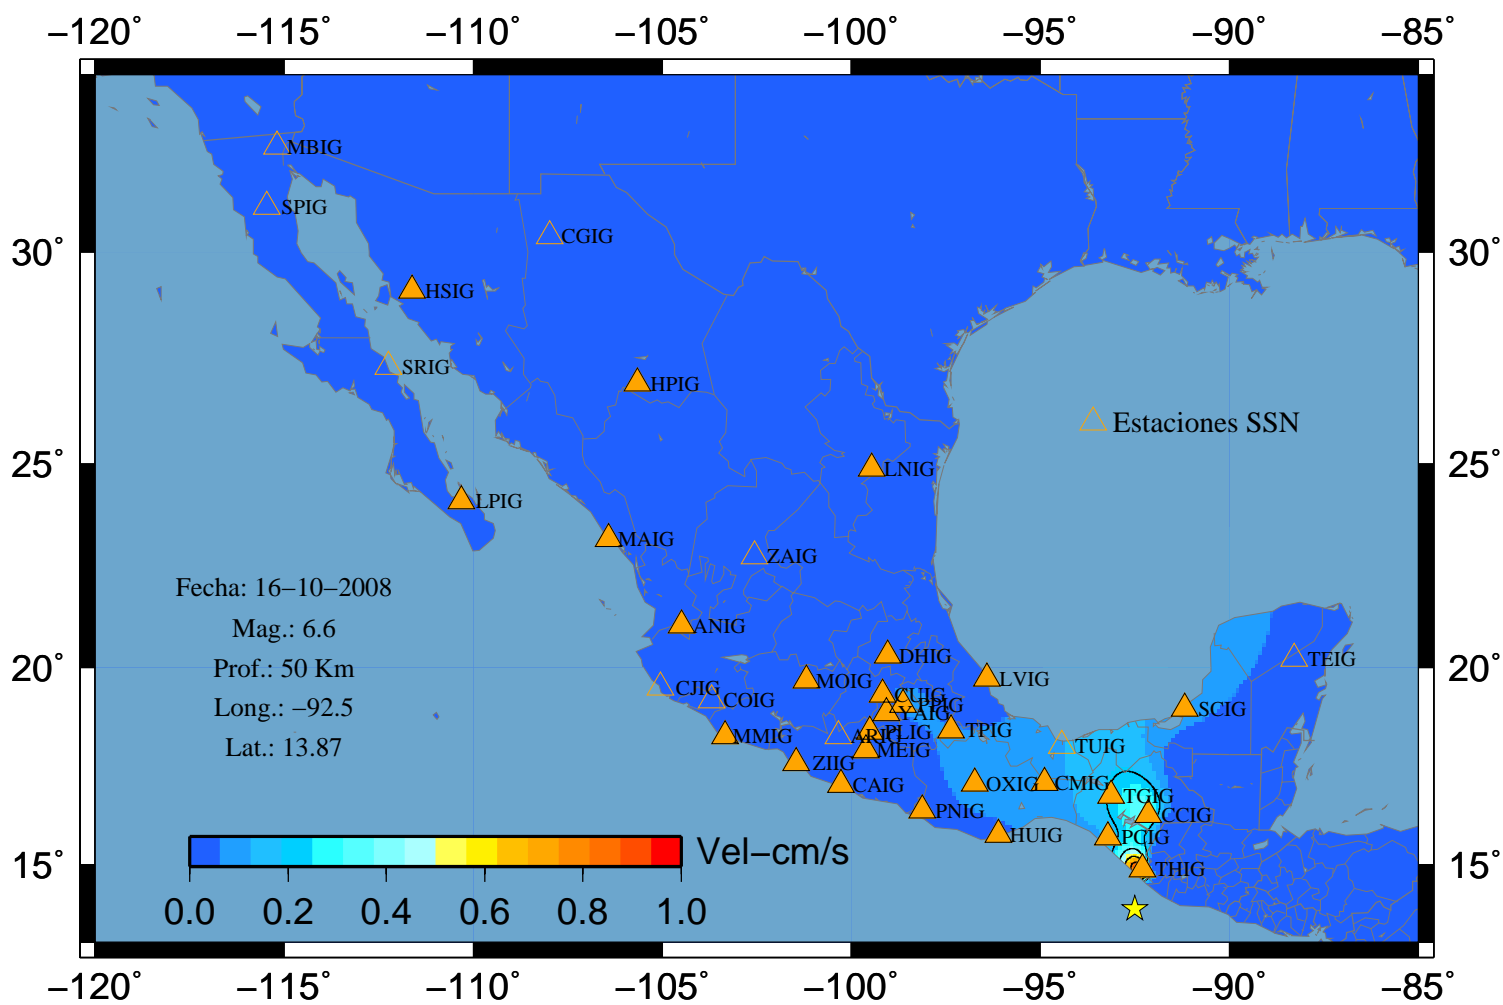 −120° −115° −110° −105° −100° −95° −90° −85°
MBIG
SPIG
CGIG
30° 30°
HSIG
SRIG
HPIG
Estaciones SSN
25° 25°
LNIG
LPIG
MAIG
ZAIG
Fecha: 16−10−2008
Mag.: 6.6
Prof.: 50 Km
Long.: −92.5
Lat.: 13.87
ANIG
DHIG
TEIG
20° 20°
MOIG
LVIG
CJIG
COIG
CUIG
PPIG
YAIG
SCIG
MMIG
ARIG
PLIG
TPIG
TUIG
MEIG
ZIIG
CAIG
OXIG
CMIG
TGIG
PNIG
CCIG
HUIG
PCIG
THIG
15° 15°
Vel−cm/s
0.0 0.2 0.4 0.6 0.8 1.0
−120° −115° −110° −105° −100° −95° −90° −85°